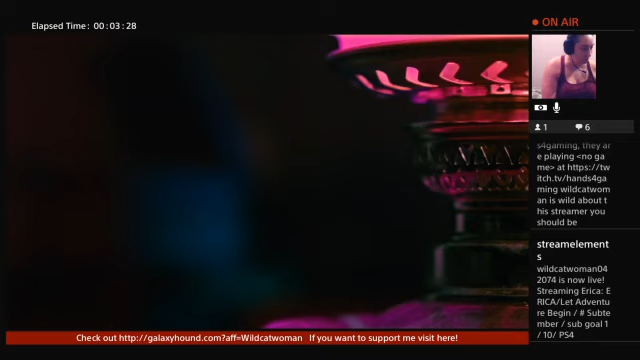 Elapsed Time: 00:03:28
ON AIR
1 6
s4gaming, they ar
e playing <no ga
me> at https://tw
itch.tv/hands4ga
ming wildcatwom
an is wild about t
his streamer you
should be
streamelement
s
wildcatwoman04
2074 is now live!
Streaming Erica: E
RICA/Let Adventu
re Begin / # Subte
mber / sub goal 1
/ 10/ PS4
Check out http://galaxyhound.com?aff=Wildcatwoman If you want to support me visit here!